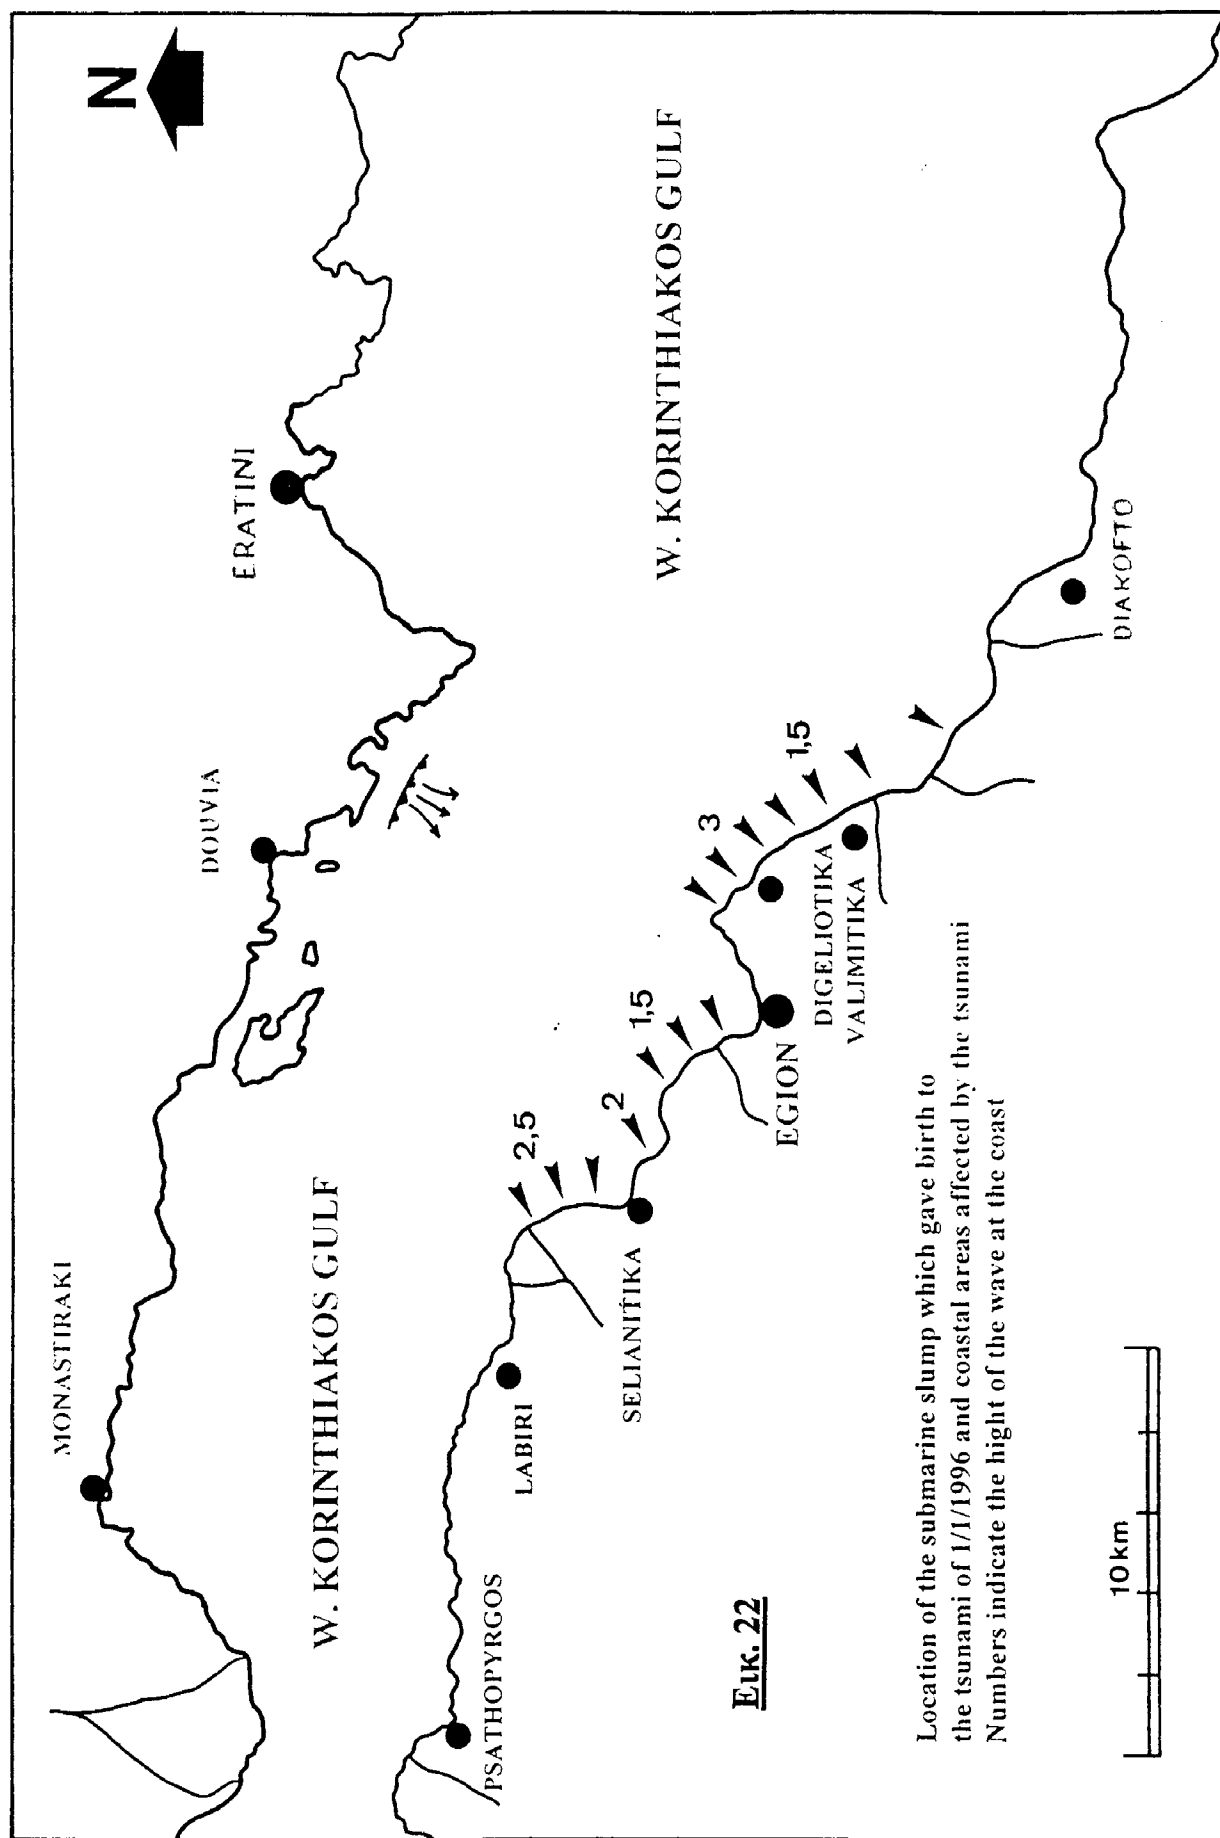 N
MONASTIRAKI
DOUVIA
ERATINI
W. KORINTHIAKOS GULF
W. KORINTHIAKOS GULF
PSATHOPYRGOS
LABIRI
SELIANITIKA
2,5
2
1,5
EGION
3
1,5
DIGELIOTIKA
VALIMITIKA
DIAKOFTO
Εικ. 22
Location of the submarine slump which gave birth to
the tsunami of 1/1/1996 and coastal areas affected by the tsunami
Numbers indicate the hight of the wave at the coast
10 km